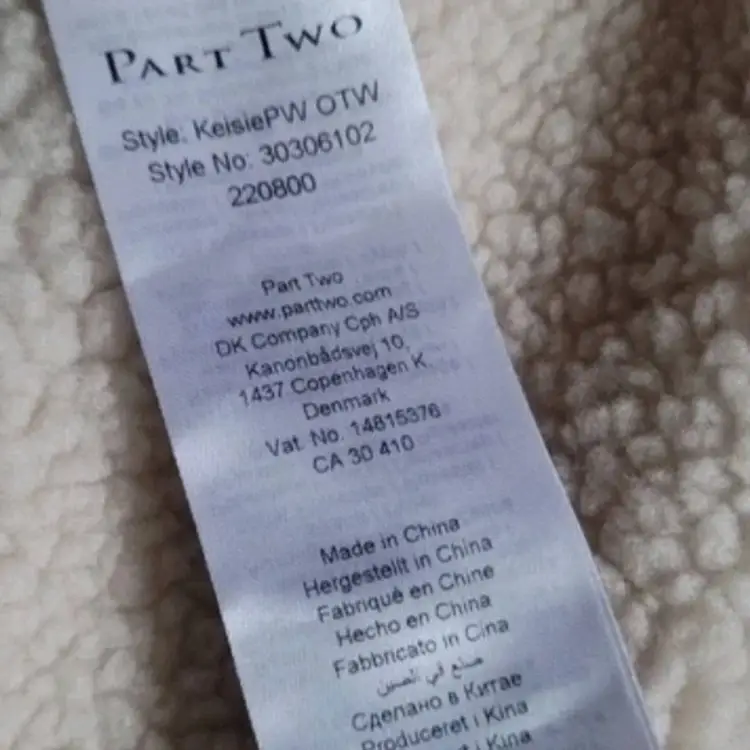 PART TWO
Style: KeisiePW OTW
Style No: 30306102
220800
Part Two
www.parttwo.com
DK Company Cph A/S
Kanonbådsvej 10,
1437 Copenhagen K
Denmark
Vat. No. 14815376
CA 30 410
Made in China
Hergestellt in China
Fabriqué en Chine
Hecho en China
Fabbricato in Cina
صنع في الصين
Сделано в Китае
Produceret i Kina
i Kina